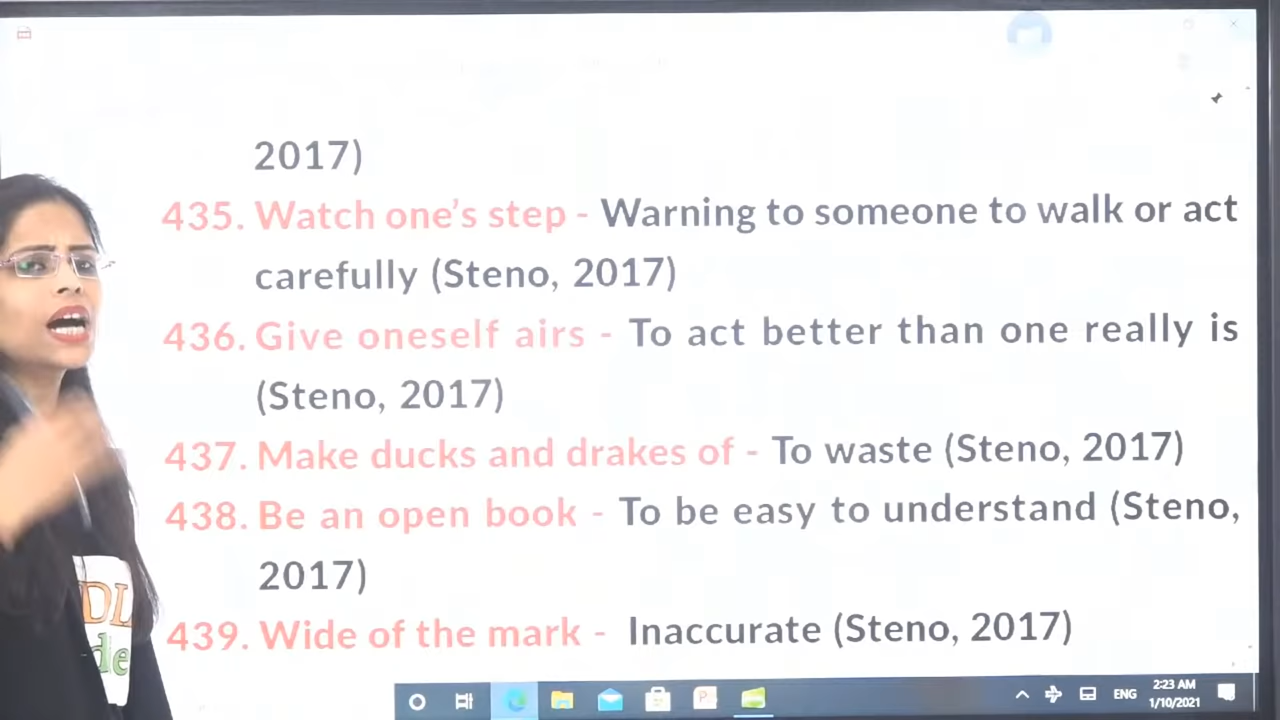 2017)
435. Watch one's step - Warning to someone to walk or act
carefully (Steno, 2017)
436. Give oneself airs - To act better than one really is
(Steno, 2017)
437. Make ducks and drakes of - To waste (Steno, 2017)
438. Be an open book - To be easy to understand (Steno,
2017)
439. Wide of the mark - Inaccurate (Steno, 2017)
DL
de
ENG
2:23 AM
1/10/2021